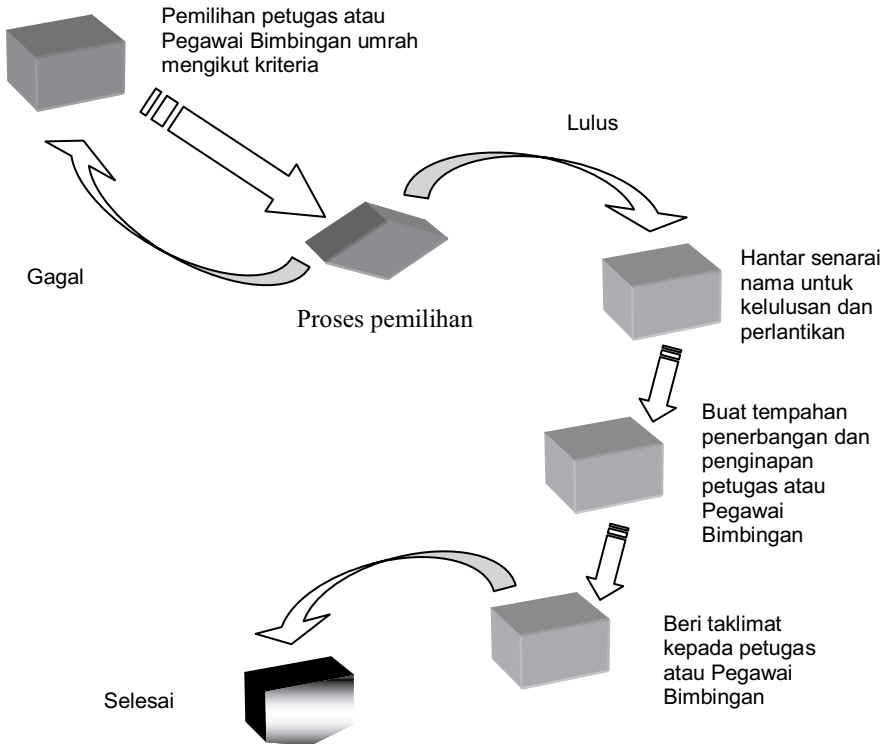 Pemilihan petugas atau
Pegawai Bimbingan umrah
mengikut kriteria
Lulus
Gagal
Proses pemilihan
Hantar senarai
nama untuk
kelulusan dan
perlantikan
Buat tempahan
penerbangan dan
penginapan
petugas atau
Pegawai
Bimbingan
Beri taklimat
kepada petugas
atau Pegawai
Bimbingan
Selesai